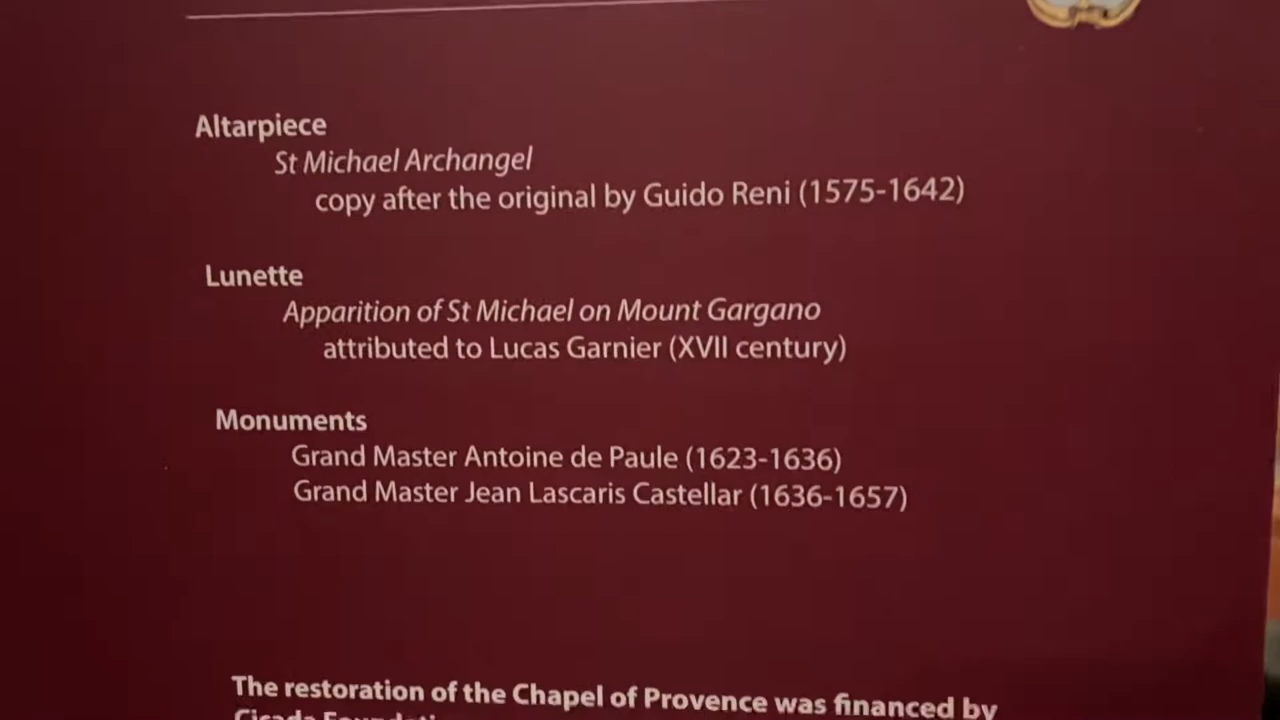 Altarpiece
St Michael Archangel
copy after the original by Guido Reni (1575-1642)
Lunette
Apparition of St Michael on Mount Gargano
attributed to Lucas Garnier (XVII century)
Monuments
Grand Master Antoine de Paule (1623-1636)
Grand Master Jean Lascaris Castellar (1636-1657)
The restoration of the Chapel of Provence was financed by